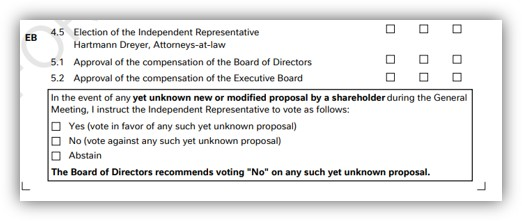 4.5 Election of the Independent Representative
EB
Hartmann Dreyer, Attorneys-at-law
5.1 Approval of the compensation of the Board of Directors
5.2 Approval of the compensation of the Executive Board
In the event of any yet unknown new or modified proposal by a shareholder during the General
Meeting, I instruct the Independent Representative to vote as follows:
Yes (vote in favor of any such yet unknown proposal)
No (vote against any such yet unknown proposal)
Abstain
The Board of Directors recommends voting "No" on any such yet unknown proposal.